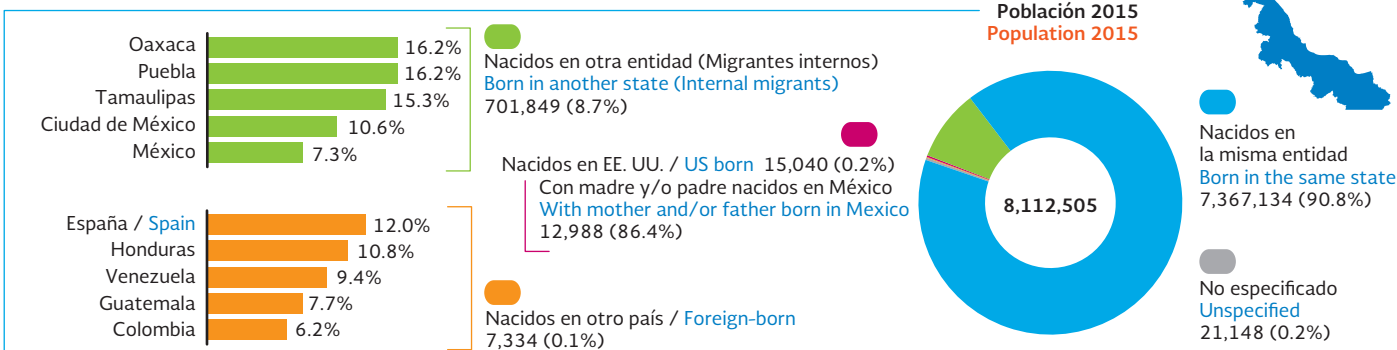 Población 2015
Population 2015
Oaxaca 16.2%
Puebla 16.2%
Tamaulipas 15.3%
Ciudad de México 10.6%
México 7.3%
Nacidos en otra entidad (Migrantes internos)
Born in another state (Internal migrants)
701,849 (8.7%)
Nacidos en EE. UU. / US born 15,040 (0.2%)
Con madre y/o padre nacidos en México
With mother and/or father born in Mexico
12,988 (86.4%)
España / Spain 12.0%
Honduras 10.8%
Venezuela 9.4%
Guatemala 7.7%
Colombia 6.2%
Nacidos en otro país / Foreign-born
7,334 (0.1%)
8,112,505
Nacidos en
la misma entidad
Born in the same state
7,367,134 (90.8%)
No especificado
Unspecified
21,148 (0.2%)